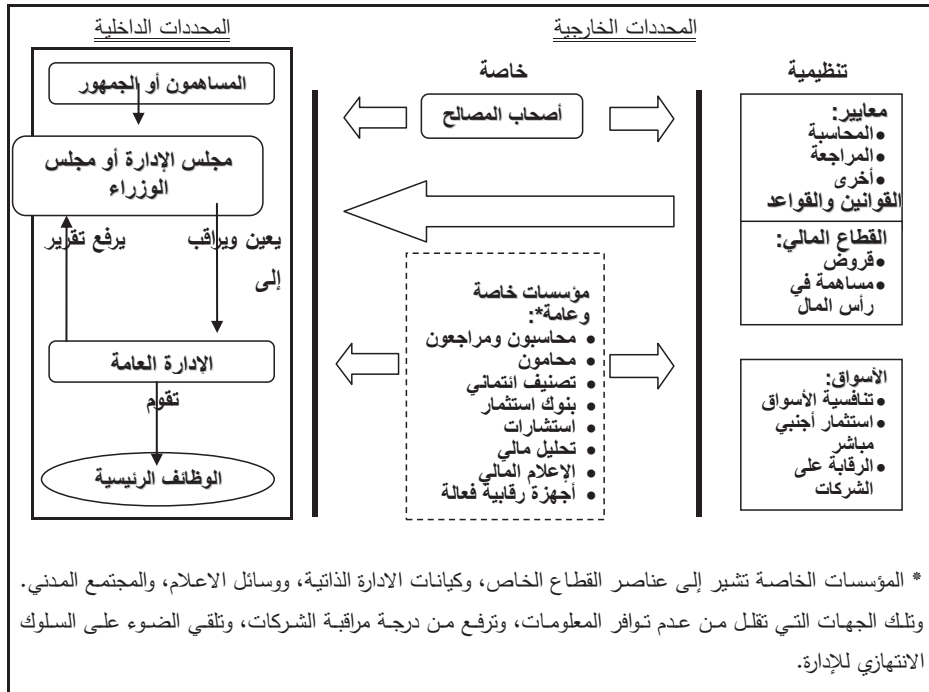 المحددات الخارجية
المحددات الداخلية
تنظيمية
خاصة
معايير:
●المحاسبة
●المراجعة
●أخرى
القوانين والقواعد
القطاع المالي:
●قروض
●مساهمة في
رأس المال
الأسواق:
●تنافسية الأسواق
●استثمار أجنبي
مباشر
●الرقابة على
الشركات
أصحاب المصالح
مؤسسات خاصة
وعامة*:
● محاسبون ومراجعون
● محامون
● تصنيف ائتماني
● بنوك استثمار
● استشارات
● تحليل مالي
● الإعلام المالي
● أجهزة رقابية فعالة
المساهمون أو الجمهور
مجلس الإدارة أو مجلس
الوزراء
يعين ويراقب
يرفع تقرير
إلى
الإدارة العامة
تقوم
الوظائف الرئيسية
* المؤسسات الخاصة تشير إلى عناصر القطاع الخاص، وكيانات الادارة الذاتية، ووسائل الاعلام، والمجتمع المدني.
وتلك الجهات التي تقلل من عدم توافر المعلومات، وترفع من درجة مراقبة الشركات، وتلقي الضوء على السلوك
الانتهازي للإدارة.